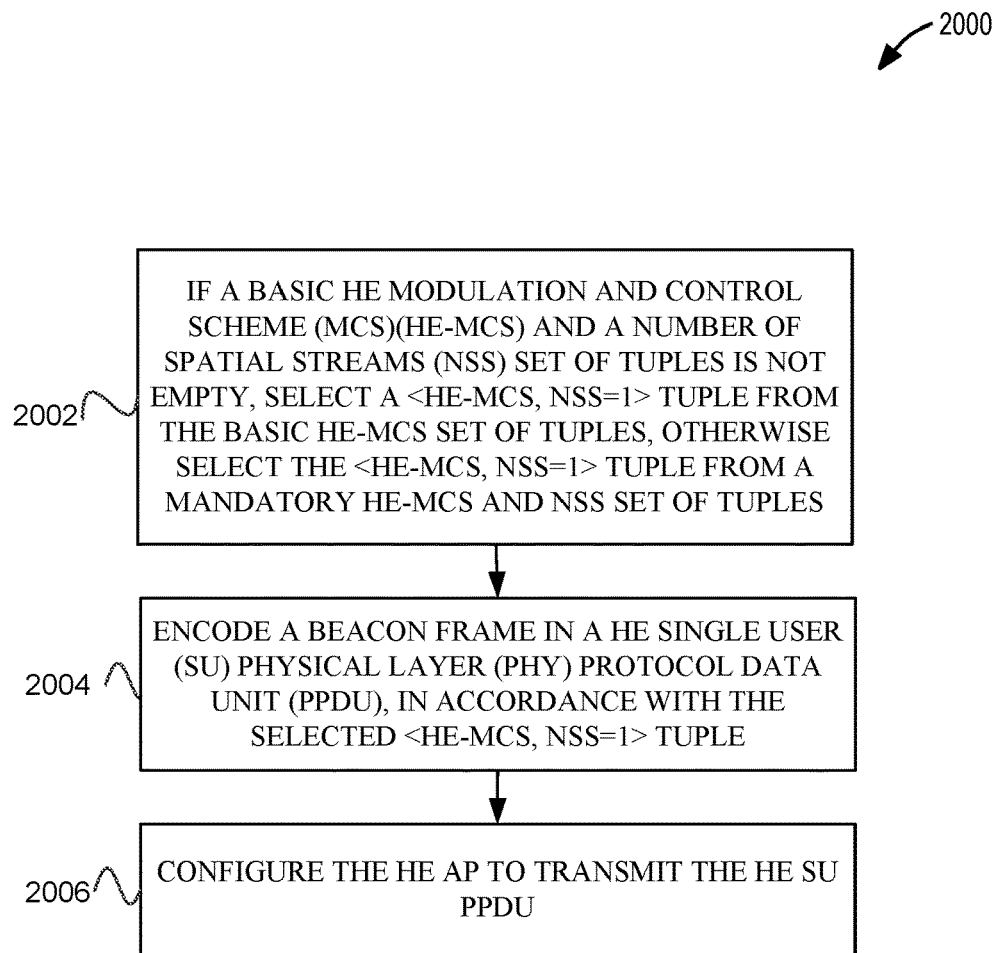 2000
IF A BASIC HE MODULATION AND CONTROL
SCHEME (MCS)(HE-MCS) AND A NUMBER OF
SPATIAL STREAMS (NSS) SET OF TUPLES IS NOT
EMPTY, SELECT A <HE-MCS, NSS=1> TUPLE FROM
THE BASIC HE-MCS SET OF TUPLES, OTHERWISE
SELECT THE <HE-MCS, NSS=1> TUPLE FROM A
MANDATORY HE-MCS AND NSS SET OF TUPLES
2002
ENCODE A BEACON FRAME IN A HE SINGLE USER
(SU) PHYSICAL LAYER (PHY) PROTOCOL DATA
UNIT (PPDU), IN ACCORDANCE WITH THE
SELECTED <HE-MCS, NSS=1> TUPLE
2004
CONFIGURE THE HE AP TO TRANSMIT THE HE SU
PPDU
2006